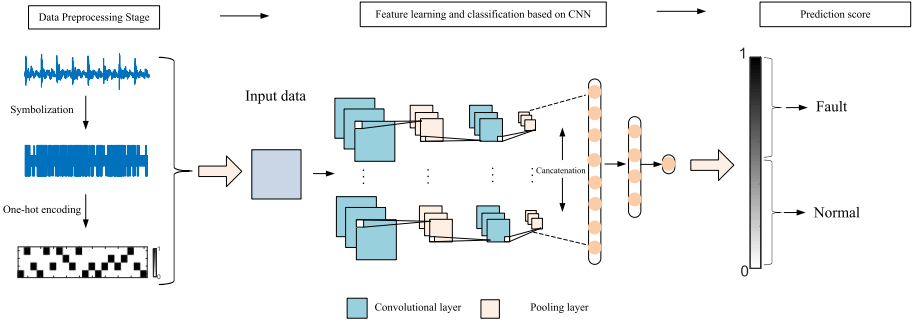 Data Preprocessing Stage
Feature learning and classification based on CNN
Prediction score
Symbolization
One-hot encoding
1
0
Input data
Concatenation
1
Fault
Normal
0
Convolutional layer
Pooling layer